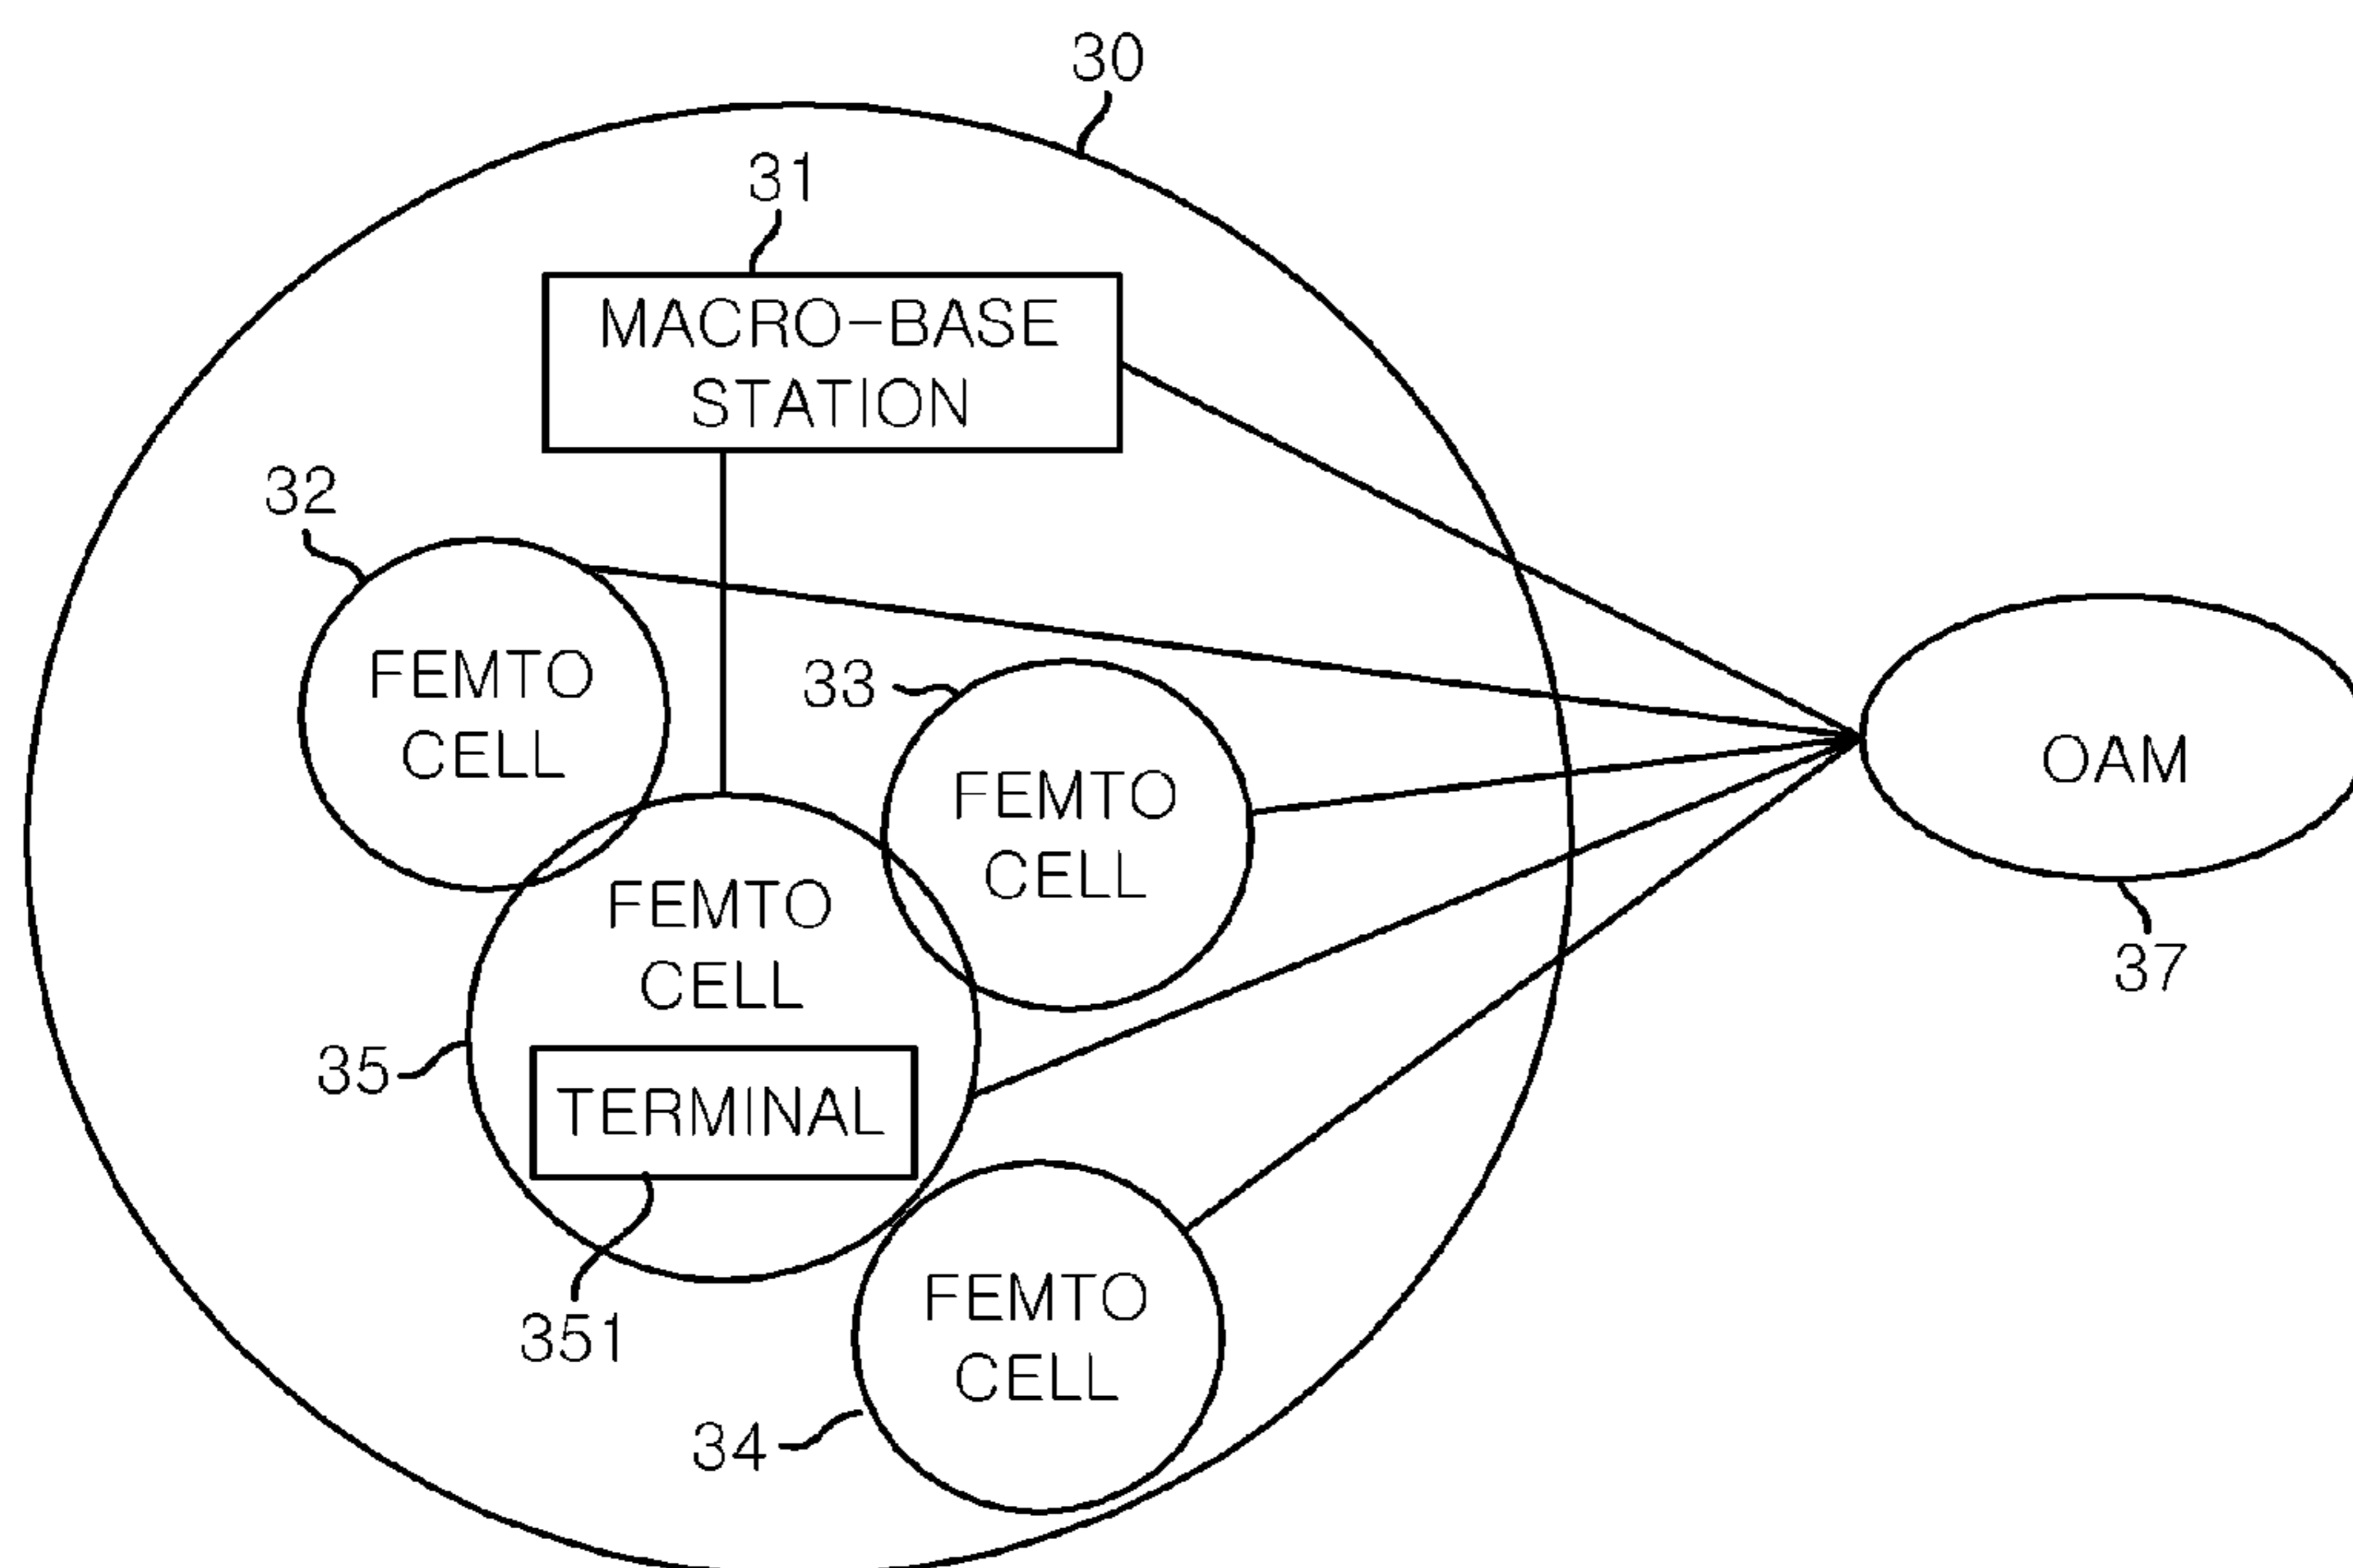 30
31
MACRO-BASE
STATION
32
FEMTO
CELL
33
FEMTO
CELL
OAM
37
FEMTO
CELL
35
TERMINAL
351
FEMTO
CELL
34